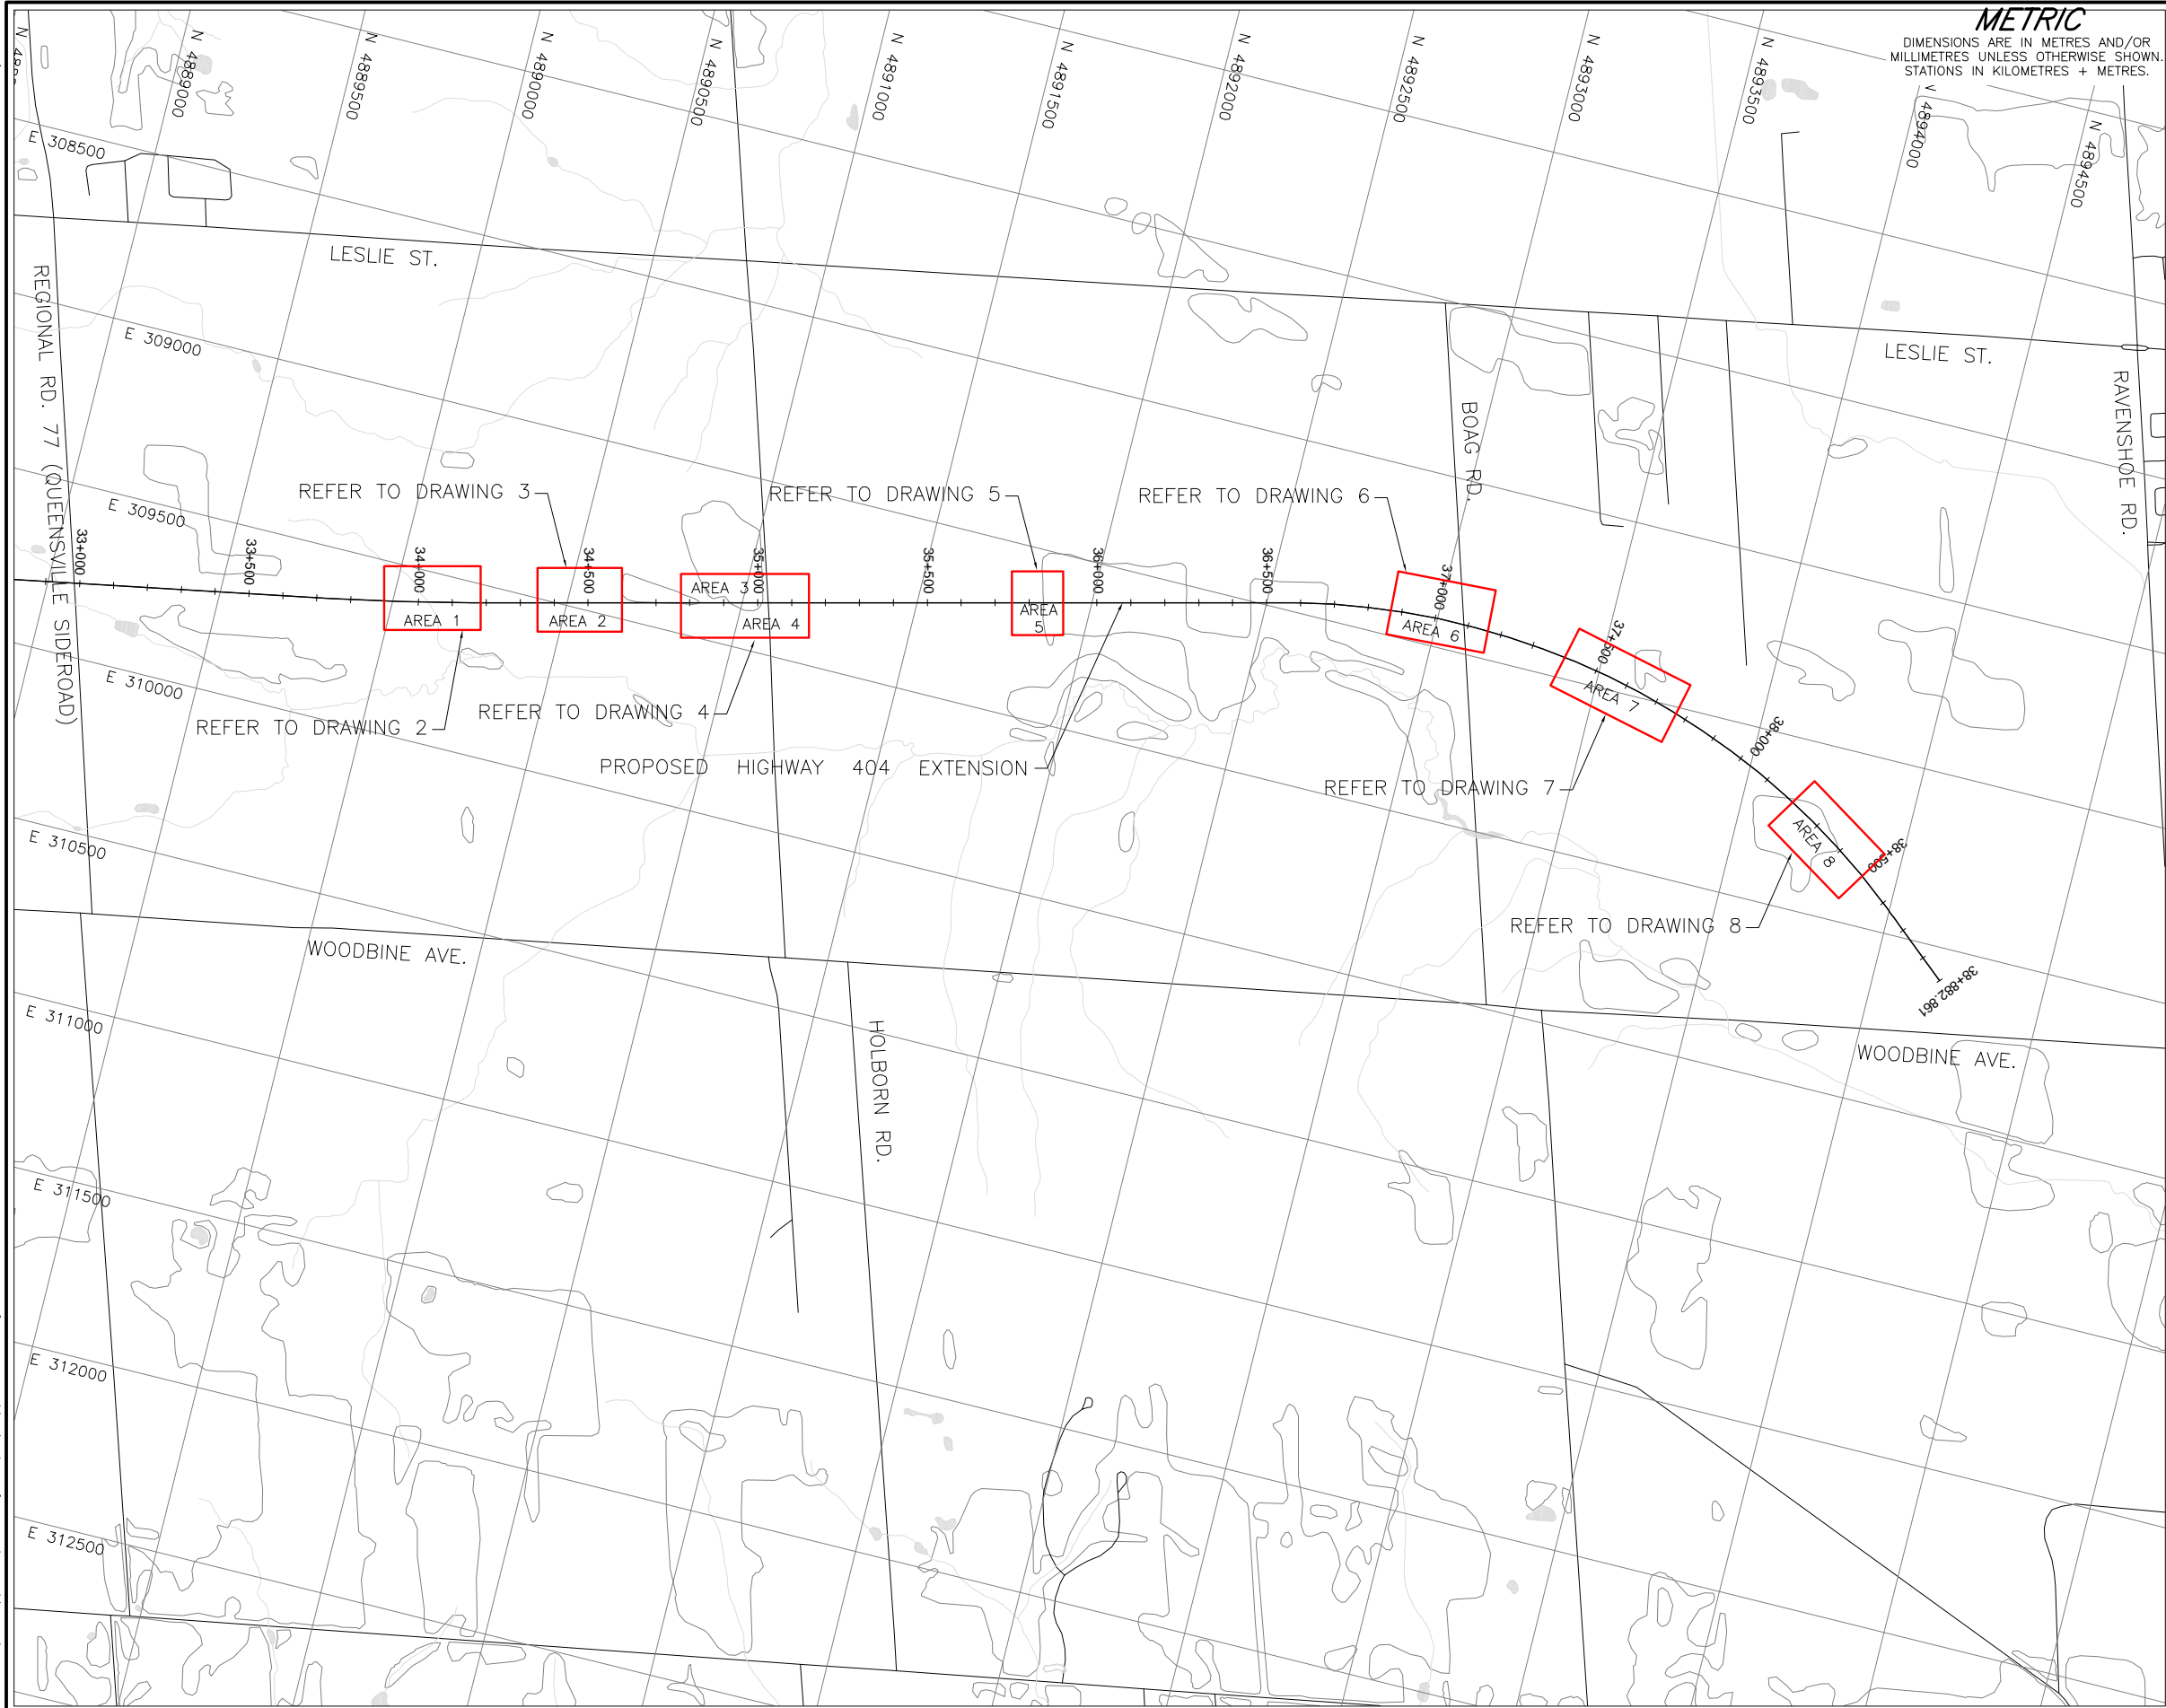 METRIC
DIMENSIONS ARE IN METRES AND/OR
MILLIMETRES UNLESS OTHERWISE SHOWN.
STATIONS IN KILOMETRES + METRES.
N 4889000
N 4889500
N 4890000
N 4890500
N 4891000
N 4891500
N 4892000
N 4892500
N 4893000
N 4893500
N 4894000
N 4894500
E 308500
E 309000
E 309500
E 310000
E 310500
E 311000
E 311500
E 312000
E 312500
LESLIE ST.
LESLIE ST.
REGIONAL RD. 77 (QUEENSVILLE SIDEROAD)
BOAG RD.
RAVENSHOE RD.
REFER TO DRAWING 3
REFER TO DRAWING 5
REFER TO DRAWING 6
33+000
33+500
34+000
34+500
35+000
35+500
36+000
36+500
37+000
37+500
38+000
38+500
38+882.861
AREA 1
AREA 2
AREA 3
AREA 4
AREA
5
AREA 6
AREA 7
AREA 8
REFER TO DRAWING 2
REFER TO DRAWING 4
PROPOSED HIGHWAY 404 EXTENSION
REFER TO DRAWING 7
REFER TO DRAWING 8
WOODBINE AVE.
WOODBINE AVE.
HOLBORN RD.